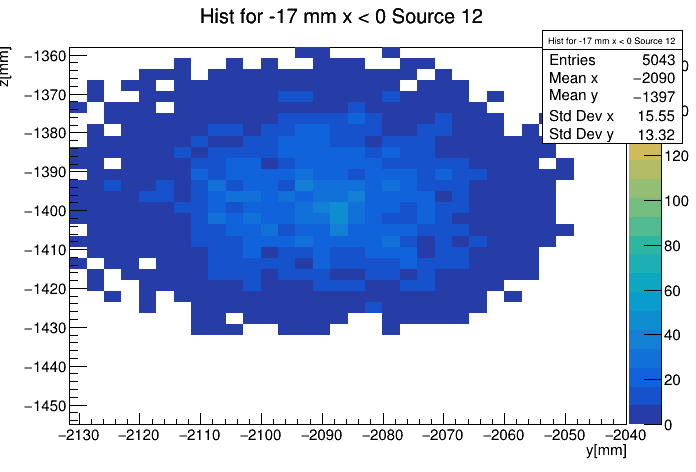 Hist for -17 mm x < 0 Source 12
z[mm]
Hist for -17 mm x < 0 Source 12
Entries 5043
Mean x −2090
Mean y −1397
Std Dev x 15.55
Std Dev y 13.32
−1360
−1370
−1380
−1390
−1400
−1410
−1420
−1430
−1440
−1450
120
100
80
60
40
20
0
−2130 −2120 −2110 −2100 −2090 −2080 −2070 −2060 −2050 −2040
y[mm]